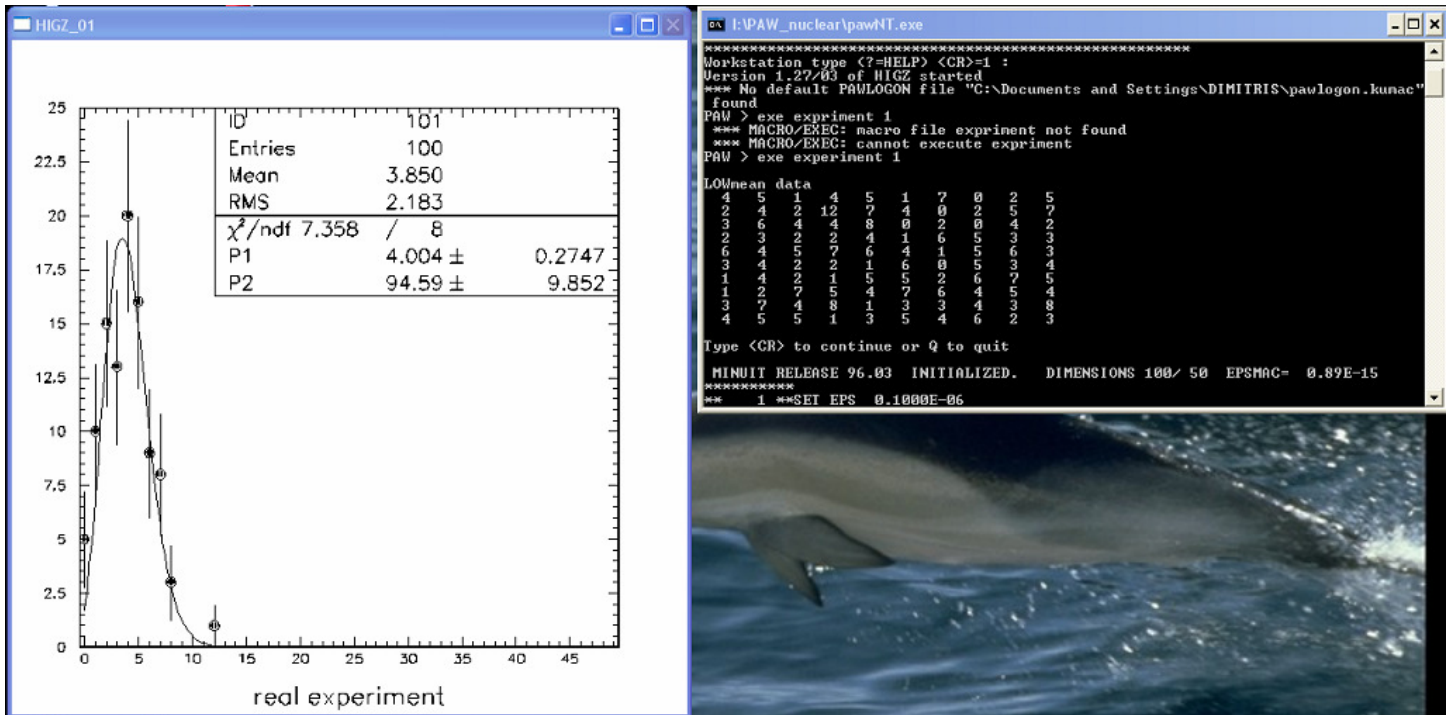 HIGZ_01
25
22.5
20
17.5
15
12.5
10
7.5
5
2.5
0
0 5 10 15 20 25 30 35 40 45
ID 101
Entries 100
Mean 3.850
RMS 2.183
χ²/ndf 7.358 / 8
P1 4.004 ± 0.2747
P2 94.59 ± 9.852
real experiment
I:\PAW_nuclear\pawNT.exe
******************************************************
Workstation type (?=HELP) <CR>=1 :
Version 1.27/03 of HIGZ started
*** No default PAWLOGON file "C:\Documents and Settings\DIMITRIS\pawlogon.kumac"
found
PAW > exe expriment 1
*** MACRO/EXEC: macro file expriment not found
*** MACRO/EXEC: cannot execute expriment
PAW > exe experiment 1
LOWmean data
4 5 1 4 5 1 7 0 2 5
2 4 2 12 7 4 0 2 5 7
3 6 4 4 8 0 2 0 4 2
2 3 2 2 4 1 6 5 3 3
6 4 5 7 6 4 1 5 6 3
3 4 2 2 1 6 0 5 3 4
1 4 2 1 5 5 2 6 7 5
1 2 7 5 4 7 6 4 5 4
3 7 4 8 1 3 3 4 3 8
4 5 5 1 3 5 4 6 2 3
Type <CR> to continue or Q to quit
MINUIT RELEASE 96.03 INITIALIZED. DIMENSIONS 100/ 50 EPSMAC= 0.89E-15
**********
** 1 **SET EPS 0.1000E-06